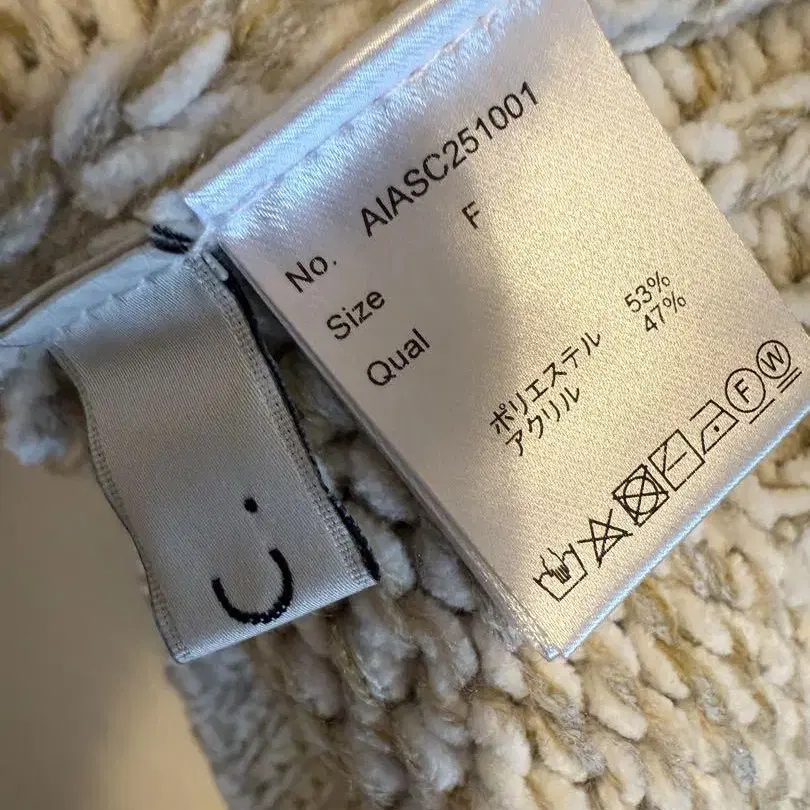 No. AIASC251001
Size F
Qual
ポリエステル 53%
アクリル 47%
F W